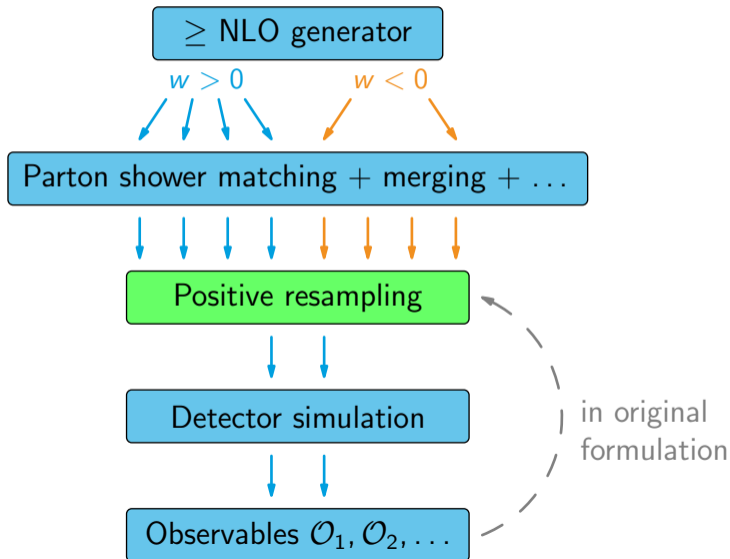 ≥ NLO generator
w > 0
w < 0
Parton shower matching + merging + …
Positive resampling
Detector simulation
in original
formulation
Observables 𝒪₁, 𝒪₂, …